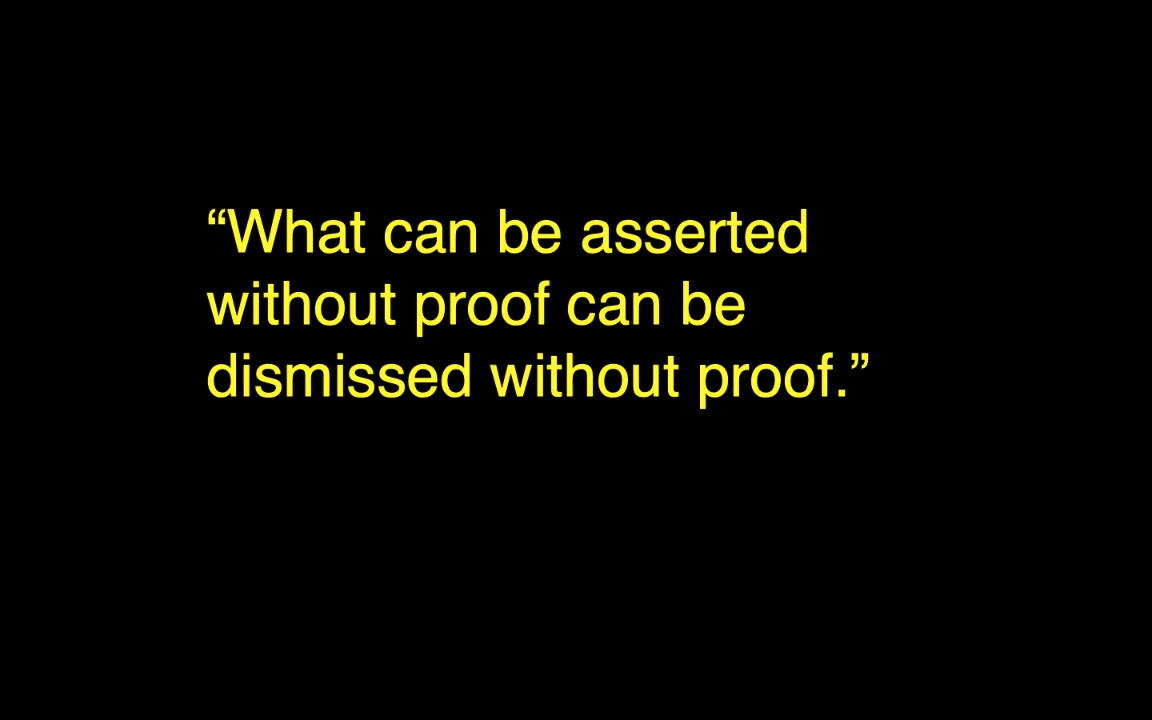 “What can be asserted
without proof can be
dismissed without proof.”